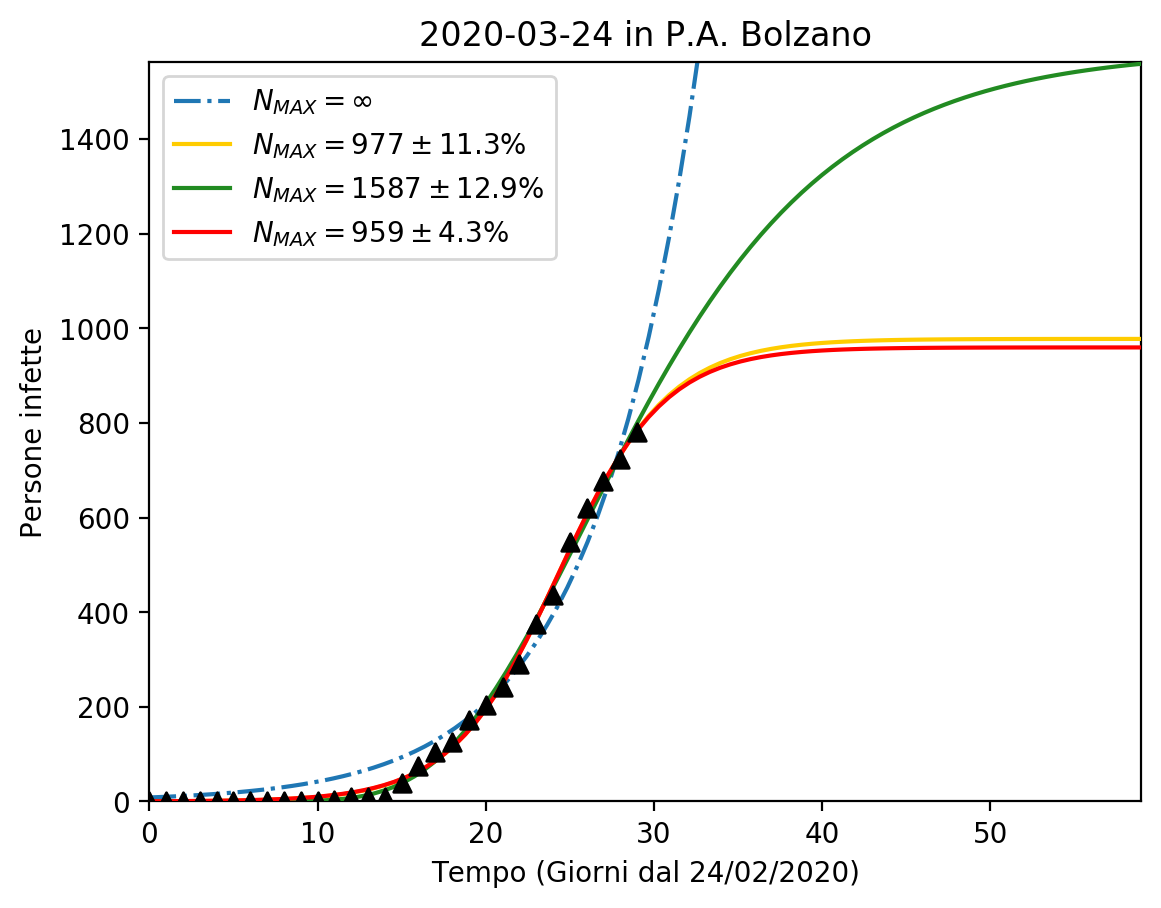 2020-03-24 in P.A. Bolzano
N_MAX = ∞
N_MAX = 977 ± 11.3%
N_MAX = 1587 ± 12.9%
N_MAX = 959 ± 4.3%
Persone infette
1400
1200
1000
800
600
400
200
0
0 10 20 30 40 50
Tempo (Giorni dal 24/02/2020)